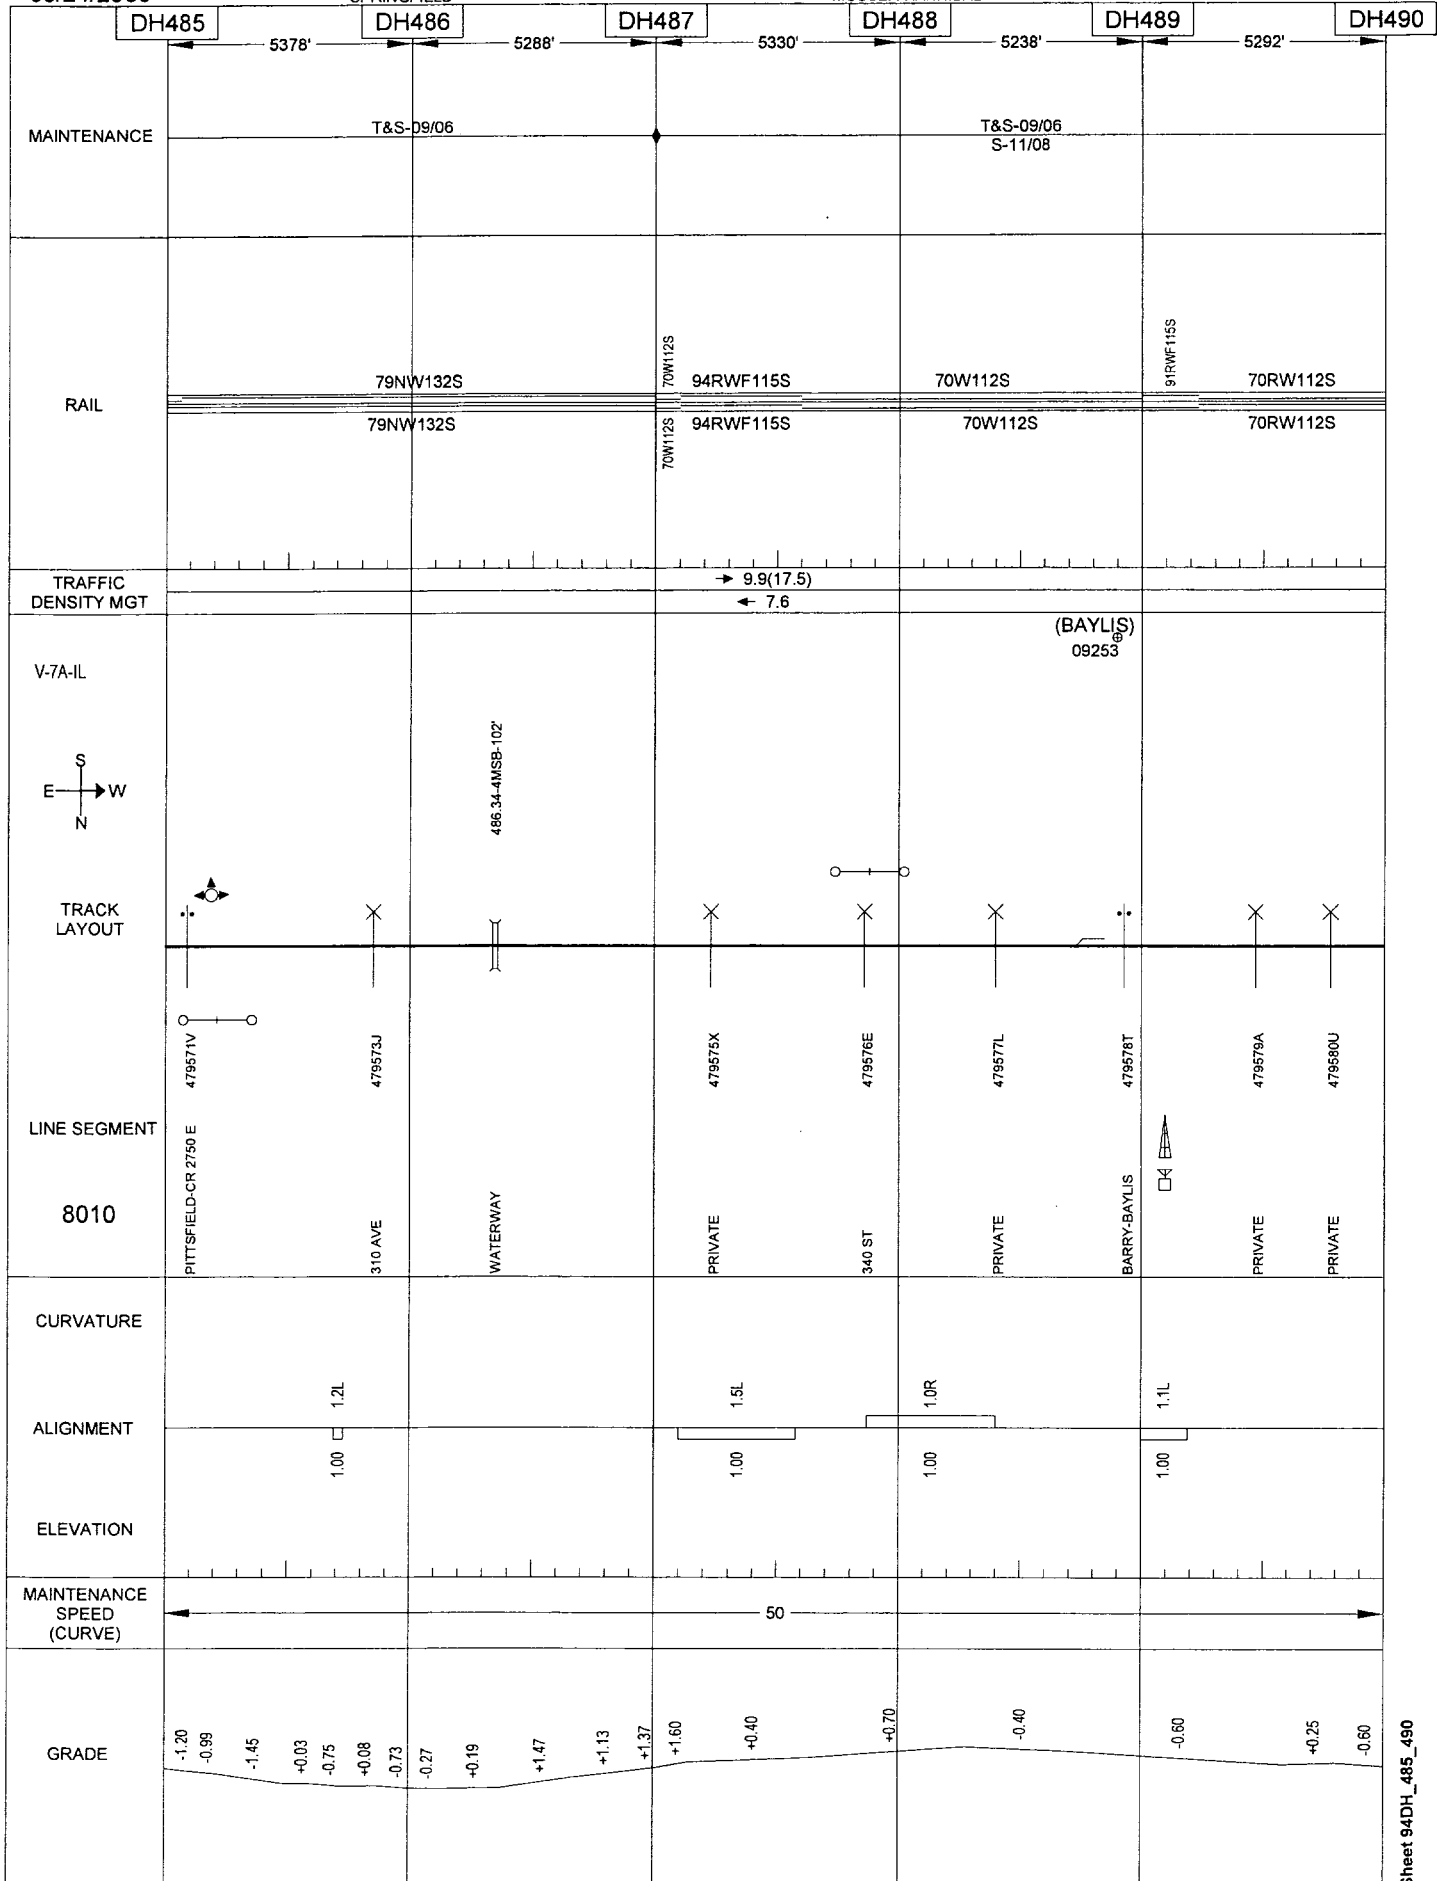 DH485 DH486 DH487 DH488 DH489 DH490
5378' 5288' 5330' 5238' 5292'
MAINTENANCE
T&S-09/06 T&S-09/06
S-11/08
RAIL
79NW132S 70W112S 94RWF115S 70W112S 91RWF115S 70RW112S
79NW132S 70W112S 94RWF115S 70W112S 70RW112S
TRAFFIC
DENSITY MGT
→ 9.9(17.5)
← 7.6
(BAYLIS)
09253
V-7A-IL
S
E W
N
486.34-4MSB-102'
TRACK
LAYOUT
479571V 479573J 479575X 479576E 479577L 479578T 479579A 479580U
LINE SEGMENT
8010
PITTSFIELD-CR 2750 E 310 AVE WATERWAY PRIVATE 340 ST PRIVATE BARRY-BAYLIS PRIVATE PRIVATE
CURVATURE
1.2L 1.5L 1.0R 1.1L
ALIGNMENT
1.00 1.00 1.00 1.00
ELEVATION
MAINTENANCE
SPEED
(CURVE)
50
GRADE
-1.20 -0.99 -1.45 +0.03 -0.75 +0.08 -0.73 -0.27 +0.19 +1.47 +1.13 +1.37 +1.60 +0.40 +0.70 -0.40 -0.60 +0.25 -0.60
Sheet 94DH_485_490